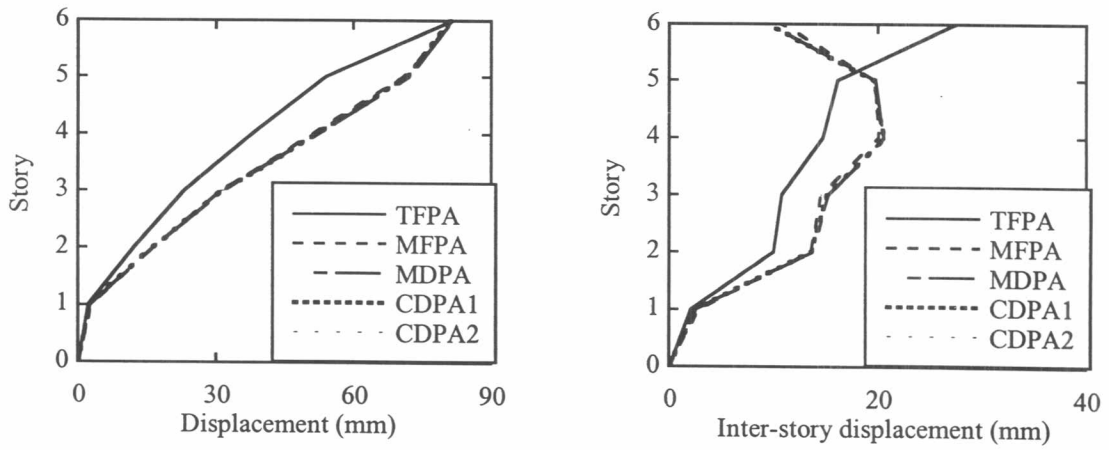 6
5
4
3
2
1
0
Story
TFPA
MFPA
MDPA
CDPA1
CDPA2
0 30 60 90
Displacement (mm)
6
5
4
3
2
1
0
Story
TFPA
MFPA
MDPA
CDPA1
CDPA2
0 20 40
Inter-story displacement (mm)